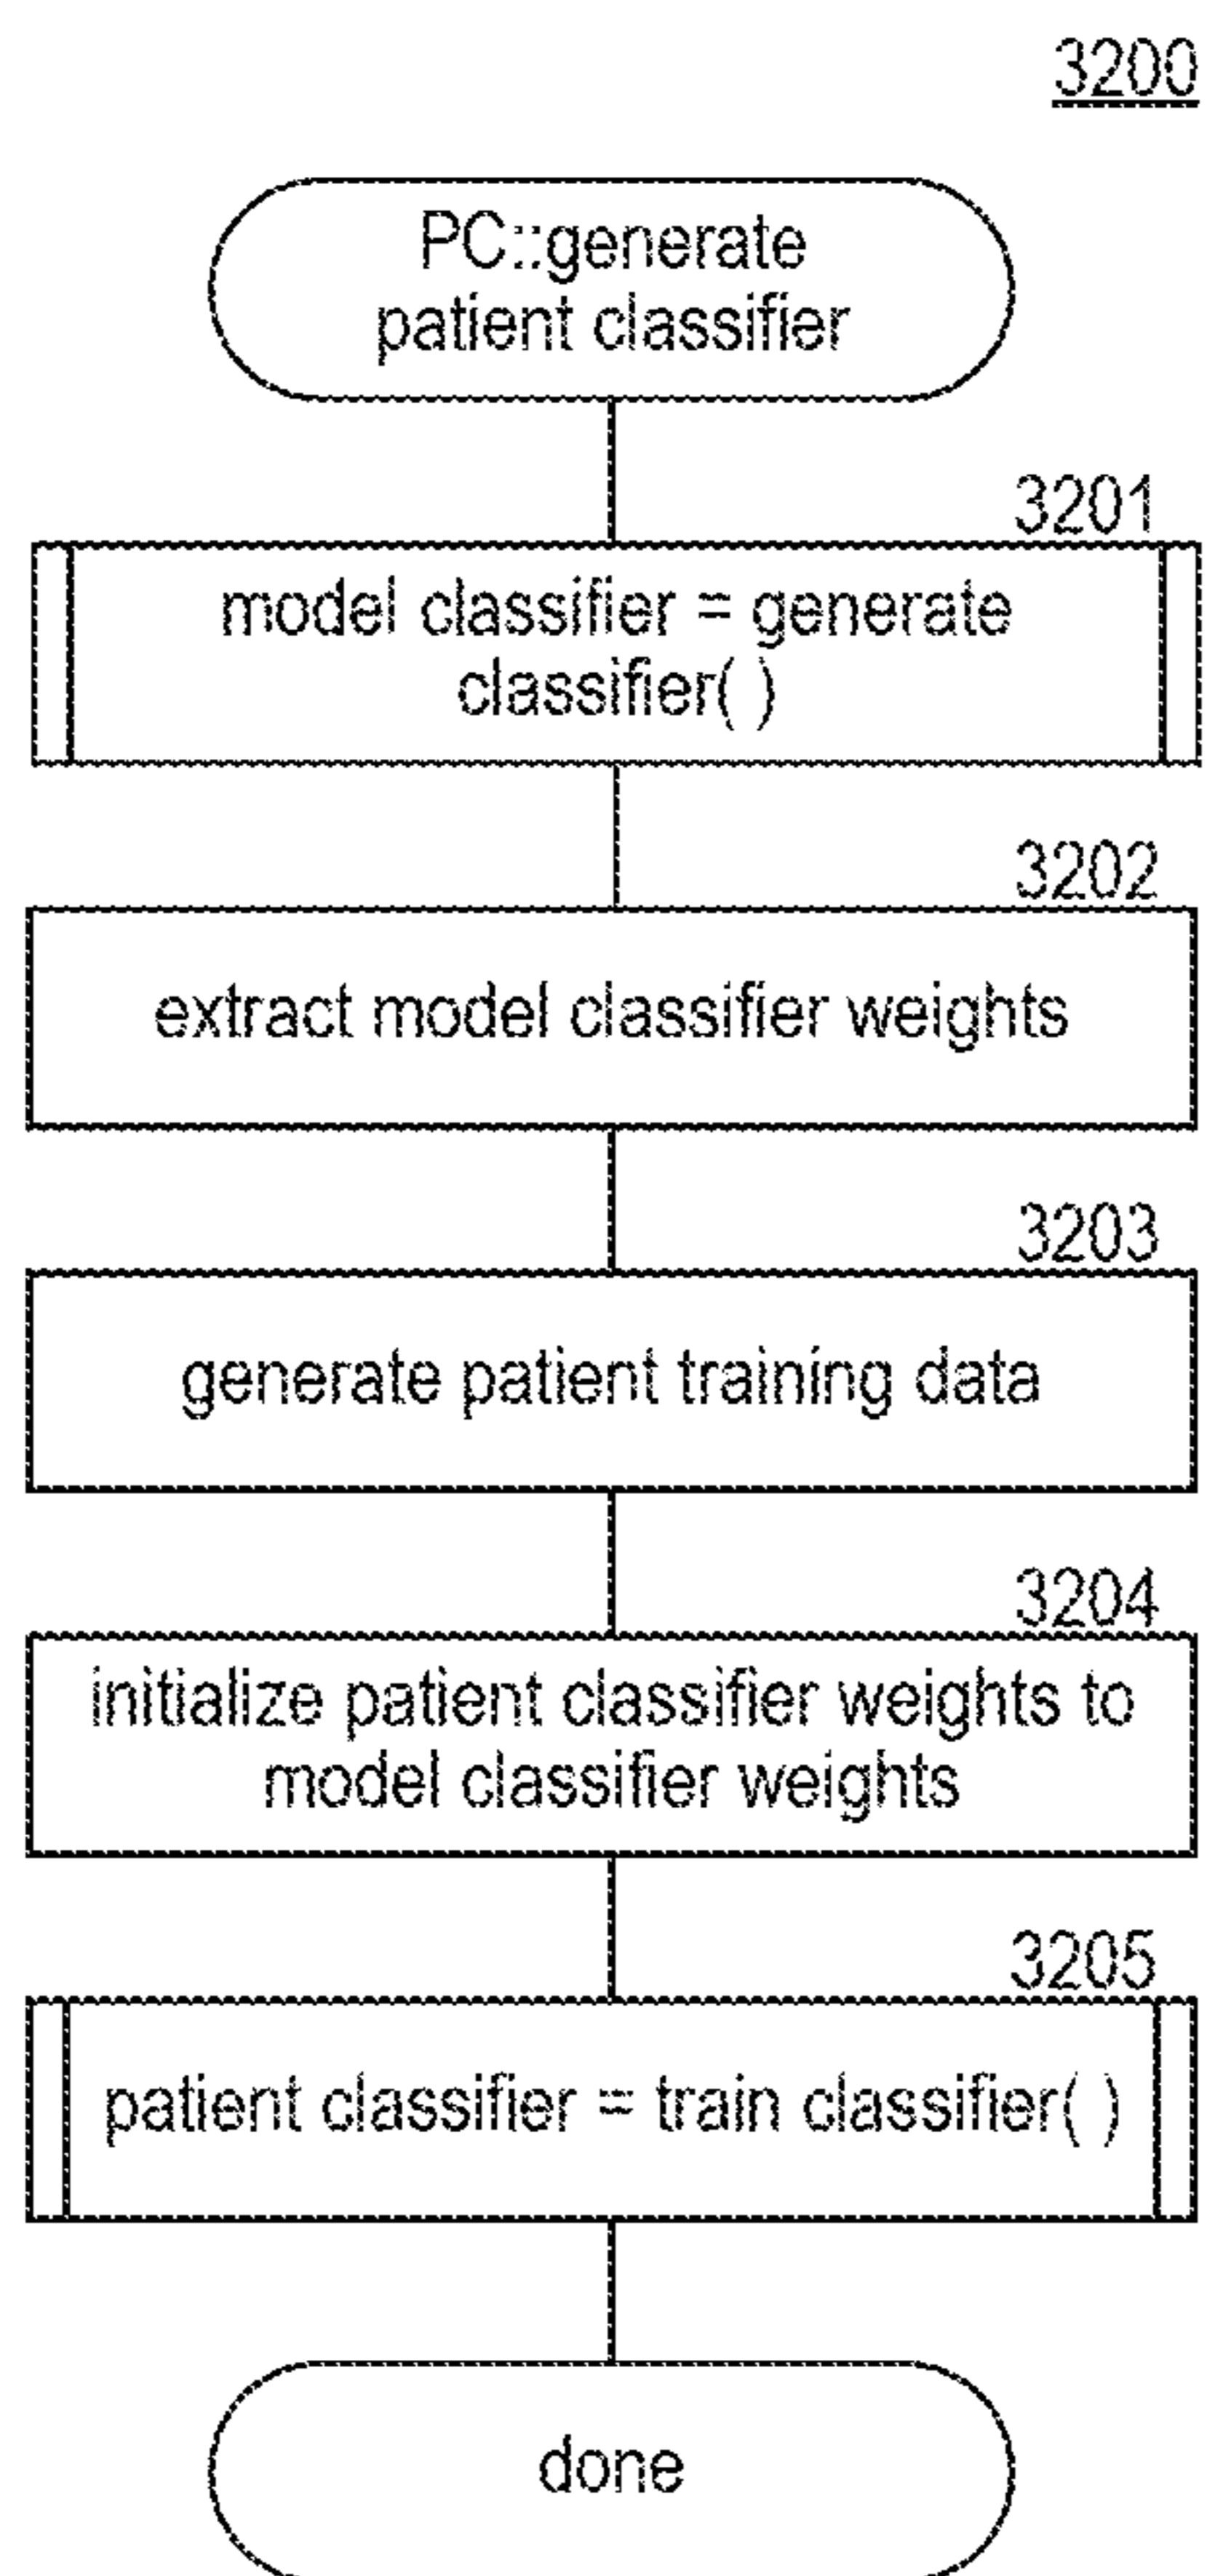 3200
PC::generate
patient classifier
3201
model classifier = generate
classifier( )
3202
extract model classifier weights
3203
generate patient training data
3204
initialize patient classifier weights to
model classifier weights
3205
patient classifier = train classifier( )
done